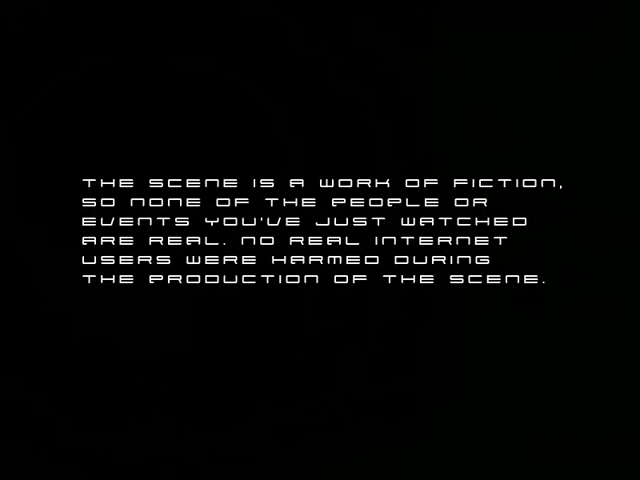 THE SCENE IS A WORK OF FICTION,
SO NONE OF THE PEOPLE OR
EVENTS YOU'VE JUST WATCHED
ARE REAL. NO REAL INTERNET
USERS WERE HARMED DURING
THE PRODUCTION OF THE SCENE.